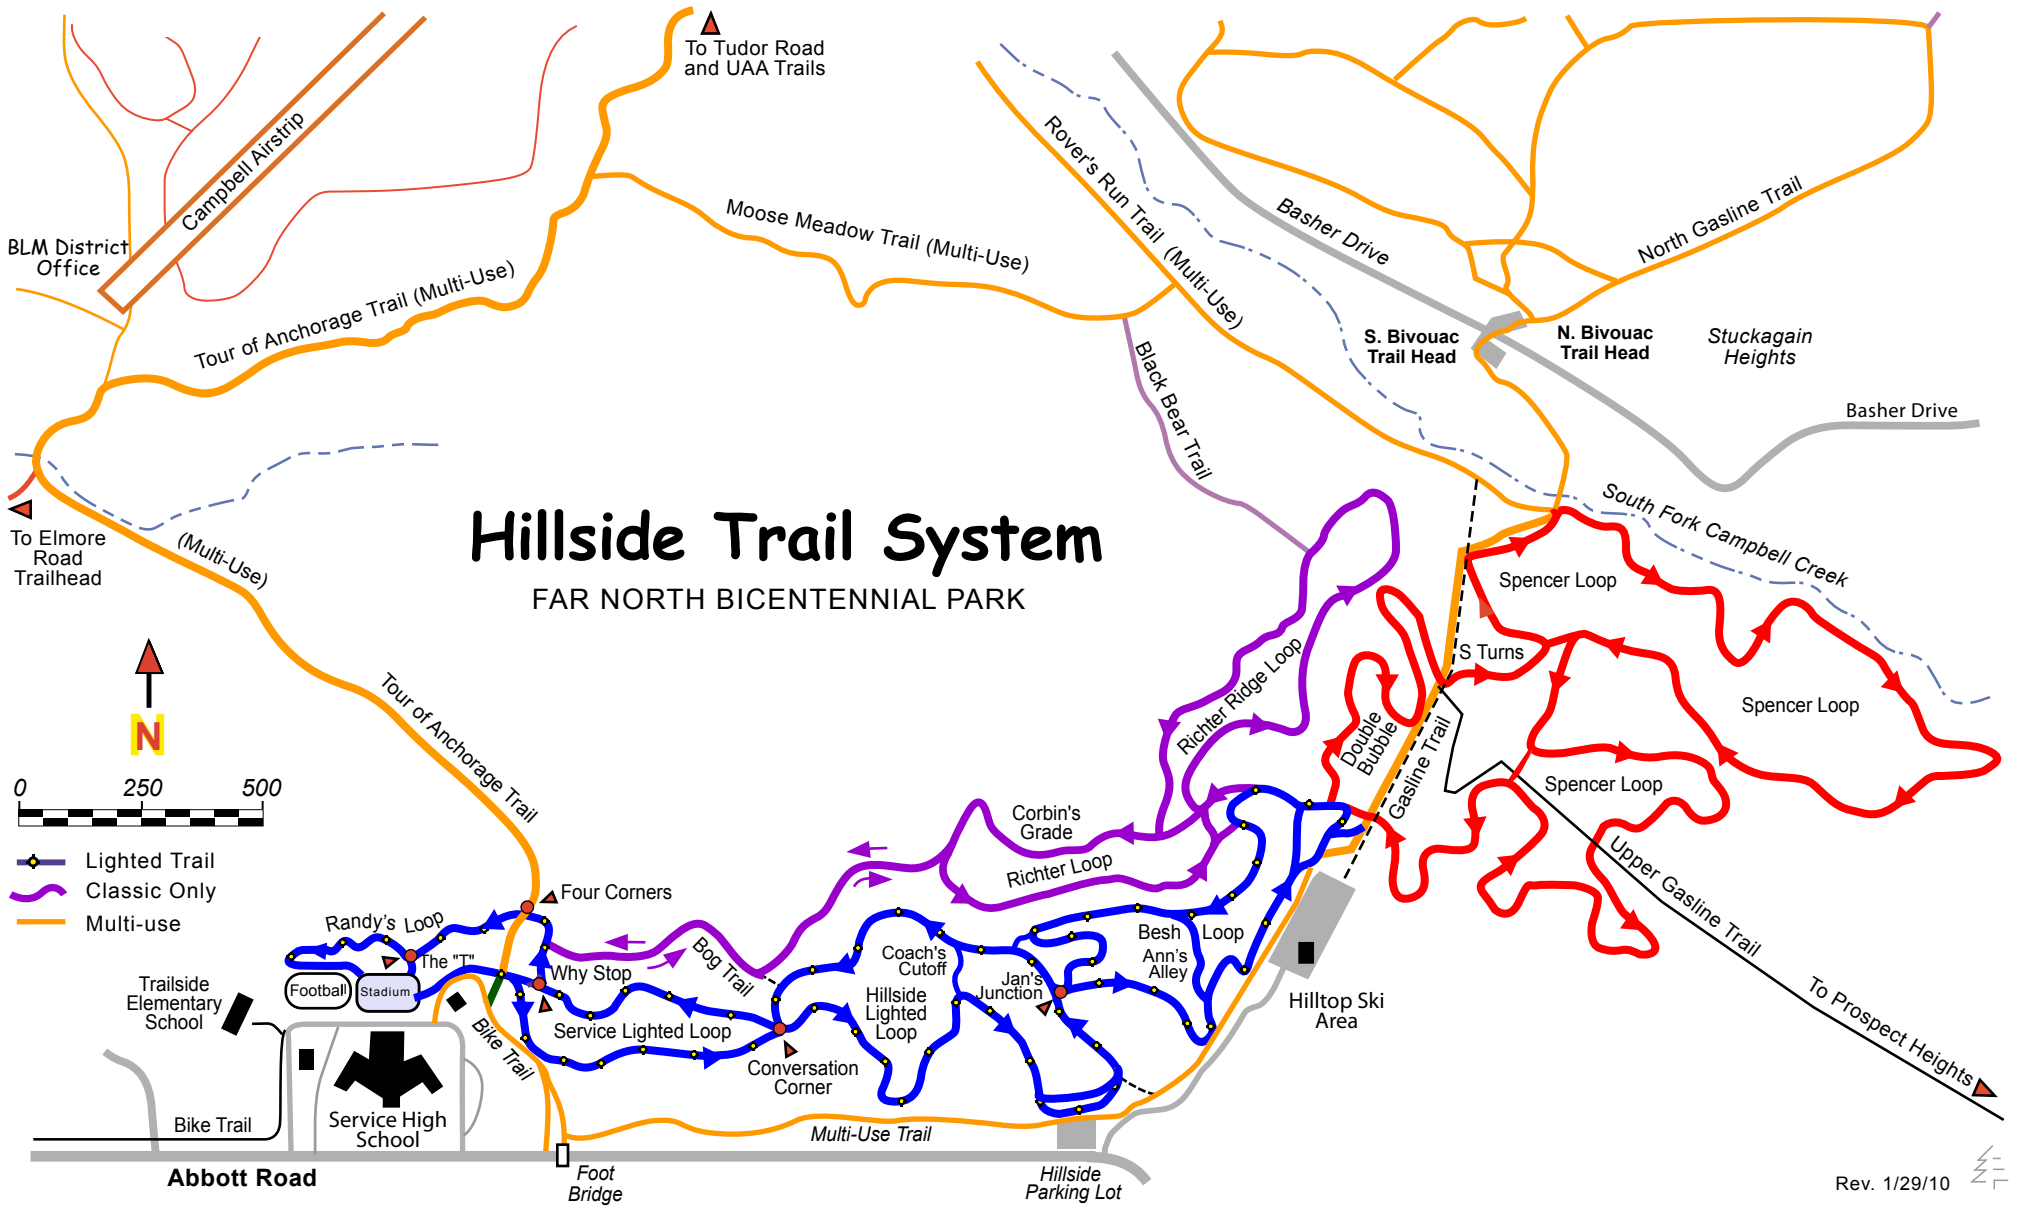 To Tudor Road
and UAA Trails
Campbell Airstrip
BLM District
Office
Tour of Anchorage Trail (Multi-Use)
Moose Meadow Trail (Multi-Use)
Rover's Run Trail (Multi-Use)
Basher Drive
North Gasline Trail
S. Bivouac
Trail Head
N. Bivouac
Trail Head
Stuckagain
Heights
Basher Drive
Black Bear Trail
South Fork Campbell Creek
To Elmore
Road
Trailhead
(Multi-Use)
Hillside Trail System
FAR NORTH BICENTENNIAL PARK
N
0 250 500
Lighted Trail
Classic Only
Multi-use
Tour of Anchorage Trail
Richter Ridge Loop
Spencer Loop
S Turns
Spencer Loop
Spencer Loop
Double
Bubble
Gasline Trail
Upper Gasline Trail
To Prospect Heights
Corbin's
Grade
Richter Loop
Four Corners
Randy's Loop
The "T"
Why Stop
Bog Trail
Football
Stadium
Trailside
Elementary
School
Service Lighted Loop
Bike Trail
Conversation
Corner
Coach's
Cutoff
Hillside
Lighted
Loop
Jan's
Junction
Besh Loop
Ann's
Alley
Hilltop Ski
Area
Service High
School
Bike Trail
Multi-Use Trail
Abbott Road
Foot
Bridge
Hillside
Parking Lot
Rev. 1/29/10